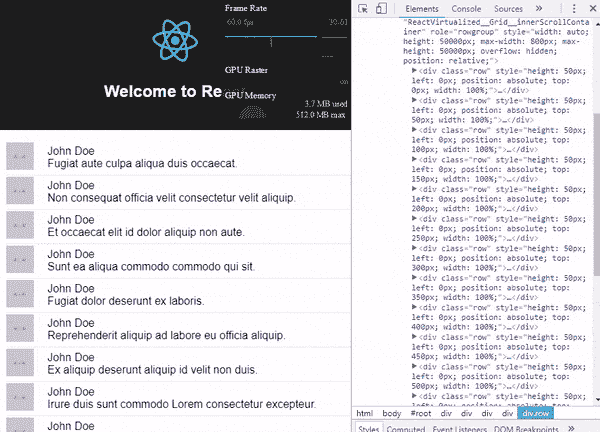 Frame Rate
60.0 fps
GPU Raster
on
GPU Memory
3.7 MB used
512.0 MB max
Welcome to Re
John Doe
Fugiat aute culpa aliqua duis occaecat.
John Doe
Non consequat officia velit consectetur velit aliquip.
John Doe
Et occaecat elit id dolor aliquip non aute.
John Doe
Sunt ea aliqua commodo commodo qui sit.
John Doe
Fugiat dolor deserunt ex laboris.
John Doe
Reprehenderit aliquip ad labore eu officia aliquip.
John Doe
Ex aliquip deserunt aliquip id velit non duis.
John Doe
Irure duis sunt commodo Lorem consectetur excepteur.
John Doe
Elements Console Sources »
"ReactVirtualized__Grid__innerScrollCont
ainer" role="rowgroup" style="width: auto;
height: 50000px; max-width: 800px; max-
height: 50000px; overflow: hidden;
position: relative;">
▶<div class="row" style="height: 50px;
left: 0px; position: absolute; top:
0px; width: 100%;">…</div>
▶<div class="row" style="height: 50px;
left: 0px; position: absolute; top:
50px; width: 100%;">…</div>
▶<div class="row" style="height: 50px;
left: 0px; position: absolute; top:
100px; width: 100%;">…</div>
▶<div class="row" style="height: 50px;
left: 0px; position: absolute; top:
150px; width: 100%;">…</div>
▶<div class="row" style="height: 50px;
left: 0px; position: absolute; top:
200px; width: 100%;">…</div>
▶<div class="row" style="height: 50px;
left: 0px; position: absolute; top:
250px; width: 100%;">…</div>
▶<div class="row" style="height: 50px;
left: 0px; position: absolute; top:
300px; width: 100%;">…</div>
▶<div class="row" style="height: 50px;
left: 0px; position: absolute; top:
350px; width: 100%;">…</div>
▶<div class="row" style="height: 50px;
left: 0px; position: absolute; top:
400px; width: 100%;">…</div>
▶<div class="row" style="height: 50px;
left: 0px; position: absolute; top:
450px; width: 100%;">…</div>
▶<div class="row" style="height: 50px;
left: 0px; position: absolute; top:
500px; width: 100%;">…</div>
▶<div class="row" style="height: 50px;
left: 0px; position: absolute; top:
html body #root div div div div div.row
Styles Computed Event Listeners DOM Breakpoints »